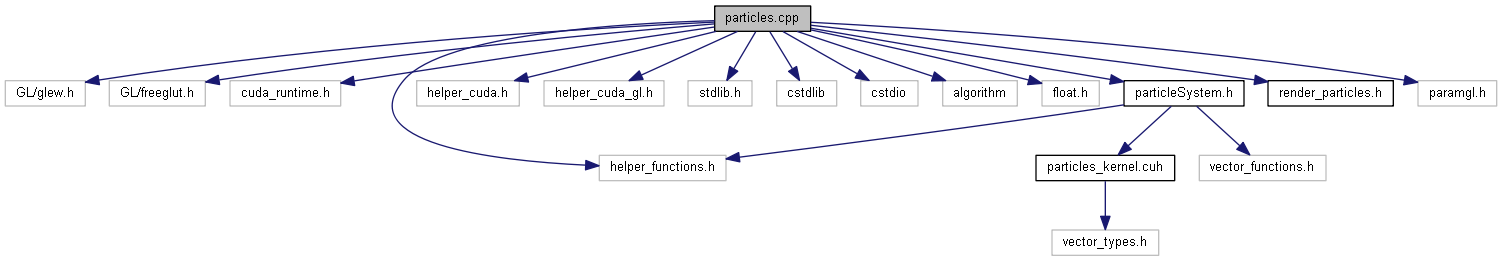 particles.cpp
GL/glew.h
GL/freeglut.h
cuda_runtime.h
helper_cuda.h
helper_cuda_gl.h
stdlib.h
cstdlib
cstdio
algorithm
float.h
particleSystem.h
render_particles.h
paramgl.h
helper_functions.h
particles_kernel.cuh
vector_functions.h
vector_types.h